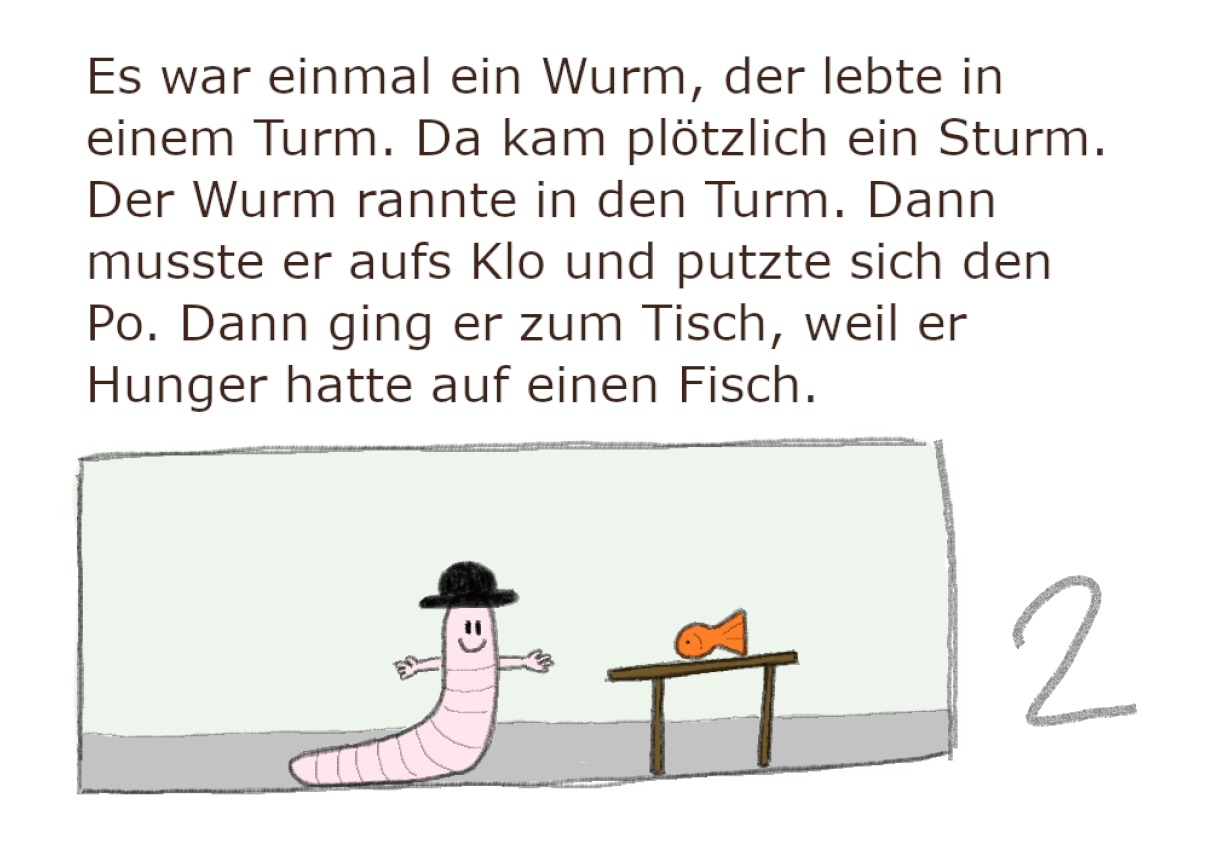 Es war einmal ein Wurm, der lebte in
einem Turm. Da kam plötzlich ein Sturm.
Der Wurm rannte in den Turm. Dann
musste er aufs Klo und putzte sich den
Po. Dann ging er zum Tisch, weil er
Hunger hatte auf einen Fisch.
2